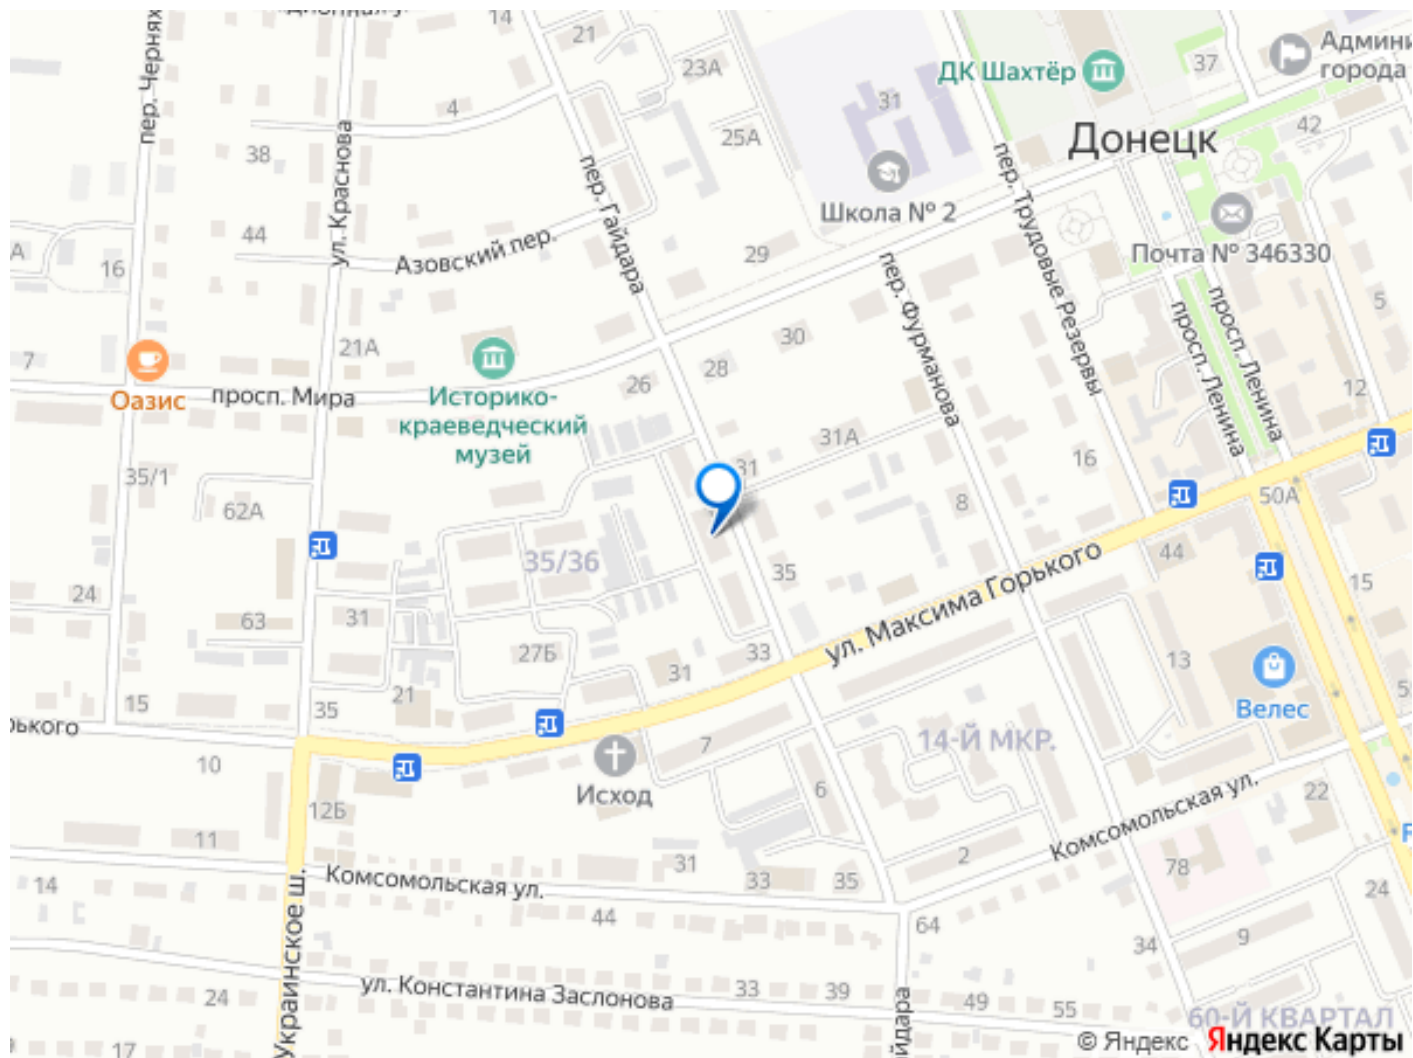 14
21
23А
ДК Шахтёр
37
города
пер. Черня
4
31
42
38
25А
Донецк
ул. Краснова
пер. Гайдара
Школа № 2
пер. Трудовые Резервы
44
Азовский пер.
29
Почта № 346330
А
16
пер. Фурманова
просп. Ленина
просп. Ленина
5
7
21А
30
28
26
12
Оазис
просп. Мира
Историко-
краеведческий
музей
31А
35/1
31
16
62А
8
50А
35/36
44
35
15
24
63
31
ул. Максима Горького
27Б
33
31
13
15
21
35
Велес
ького
7
14-Й МКР.
10
Исход
6
22
12Б
11
31
2
Комсомольская ул.
78
14
Комсомольская ул.
33
35
24
44
64
9
34
Украинское ш.
24
ул. Константина Заслонова
33
39
49
55
60-Й КВАРТАЛ
17
йдара
© Яндекс Яндекс Карты